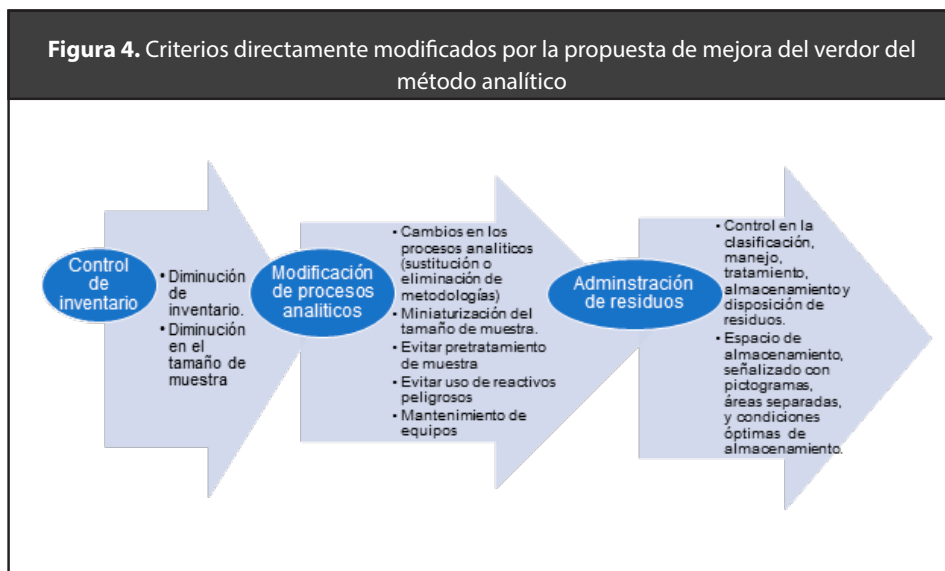 Figura 4. Criterios directamente modificados por la propuesta de mejora del verdor del
método analítico
Control
de
inventario
• Diminución
de
inventario.
• Diminución
en el
tamaño de
muestra
Modificación
de procesos
analiticos
• Cambios en los
procesos analiticos
(sustitución o
eliminación de
metodologías)
• Miniaturización del
tamaño de muestra.
• Evitar pretratamiento
de muestra
• Evitar uso de reactivos
peligrosos
• Mantenimiento de
equipos
Adminstración
de residuos
• Control en la
clasificación,
manejo,
tratamiento,
almacenamiento y
disposición de
residuos.
• Espacio de
almacenamiento,
señalizado con
pictogramas,
áreas separadas,
y condiciones
óptimas de
almacenamiento.